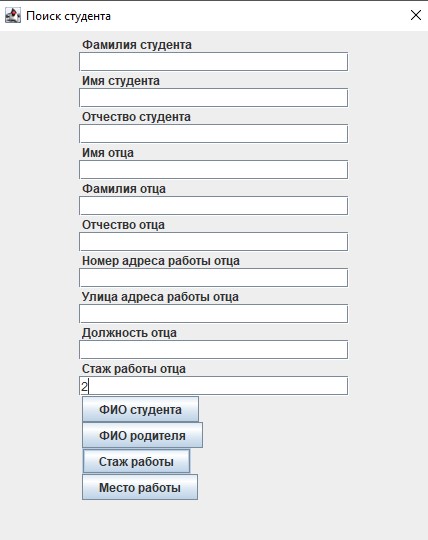 Поиск студента
Фамилия студента
Имя студента
Отчество студента
Имя отца
Фамилия отца
Отчество отца
Номер адреса работы отца
Улица адреса работы отца
Должность отца
Стаж работы отца
2
ФИО студента
ФИО родителя
Стаж работы
Место работы